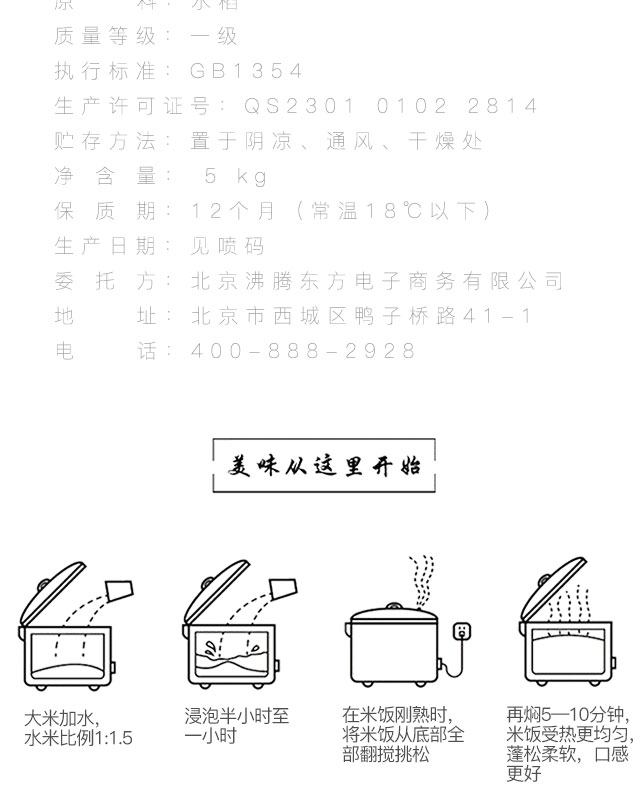 原 料：水稻
质量等级：一级
执行标准：GB1354
生产许可证号：QS2301 0102 2814
贮存方法：置于阴凉、通风、干燥处
净 含 量： 5 kg
保 质 期：12个月（常温18℃以下）
生产日期：见喷码
委 托 方：北京沸腾东方电子商务有限公司
地 址：北京市西城区鸭子桥路41-1
电 话：400-888-2928
美味从这里开始
大米加水，
水米比例1:1.5
浸泡半小时至
一小时
在米饭刚熟时，
将米饭从底部全
部翻搅挑松
再焖5—10分钟，
米饭受热更均匀，
蓬松柔软，口感
更好